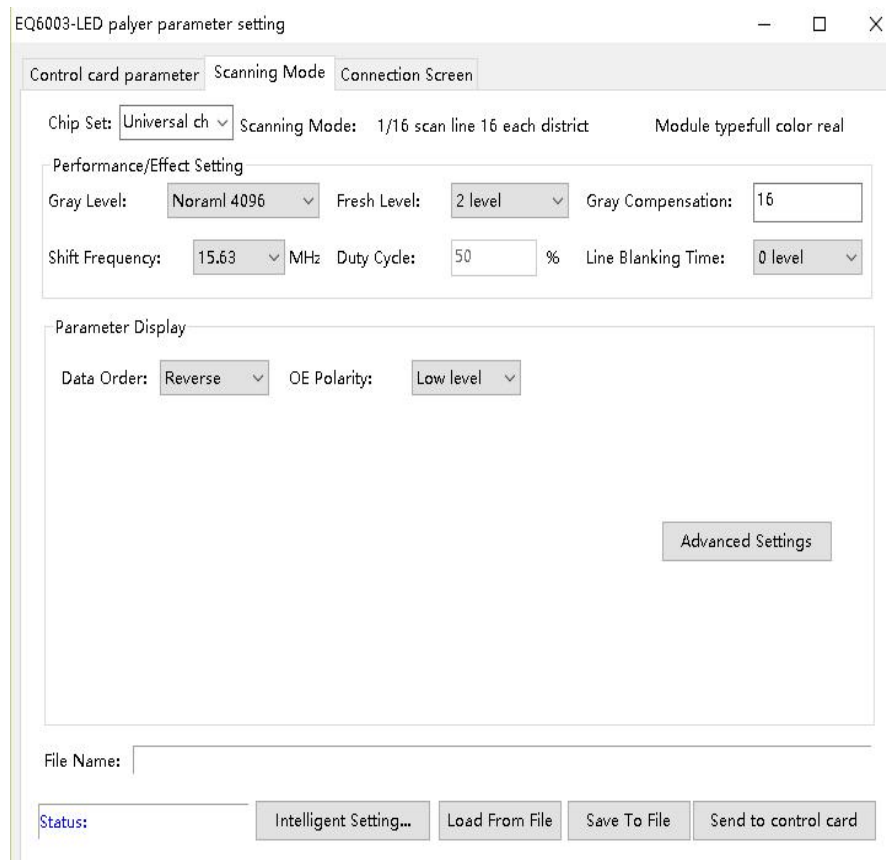 EQ6003-LED palyer parameter setting
Control card parameter Scanning Mode Connection Screen
Chip Set: Universal ch Scanning Mode: 1/16 scan line 16 each district Module type:full color real
Performance/Effect Setting
Gray Level: Noraml 4096 Fresh Level: 2 level Gray Compensation: 16
Shift Frequency: 15.63 MHz Duty Cycle: 50 % Line Blanking Time: 0 level
Parameter Display
Data Order: Reverse OE Polarity: Low level
Advanced Settings
File Name:
Status: Intelligent Setting... Load From File Save To File Send to control card